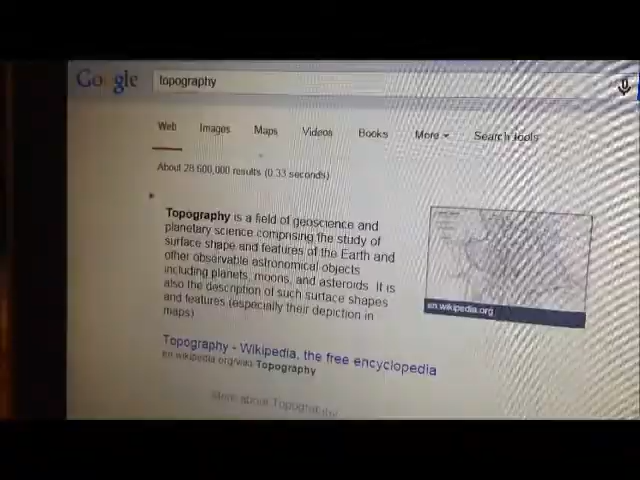 Google topography
Web Images Maps Videos Books More Search tools
About 28,600,000 results (0.33 seconds)
Topography is a field of geoscience and
planetary science comprising the study of
surface shape and features of the Earth and
other observable astronomical objects
including planets, moons, and asteroids. It is
also the description of such surface shapes
and features (especially their depiction in
maps).
en.wikipedia.org
Topography - Wikipedia, the free encyclopedia
en.wikipedia.org/wiki/Topography
More about Topography